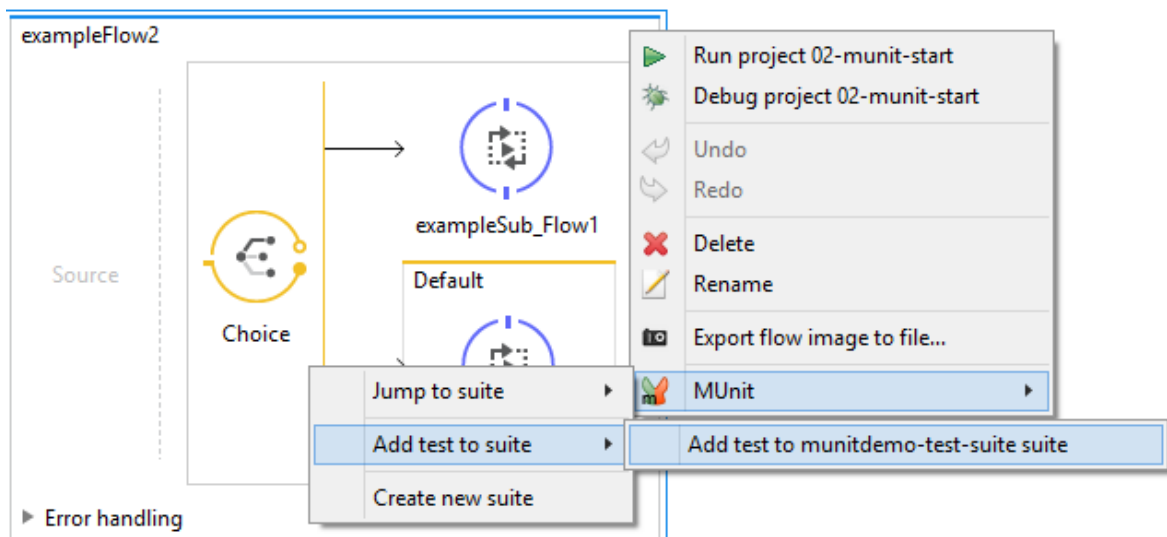 exampleFlow2
Source
Choice
exampleSub_Flow1
Default
Error handling
Run project 02-munit-start
Debug project 02-munit-start
Undo
Redo
Delete
Rename
Export flow image to file...
MUnit
Jump to suite
Add test to suite
Create new suite
Add test to munitdemo-test-suite suite